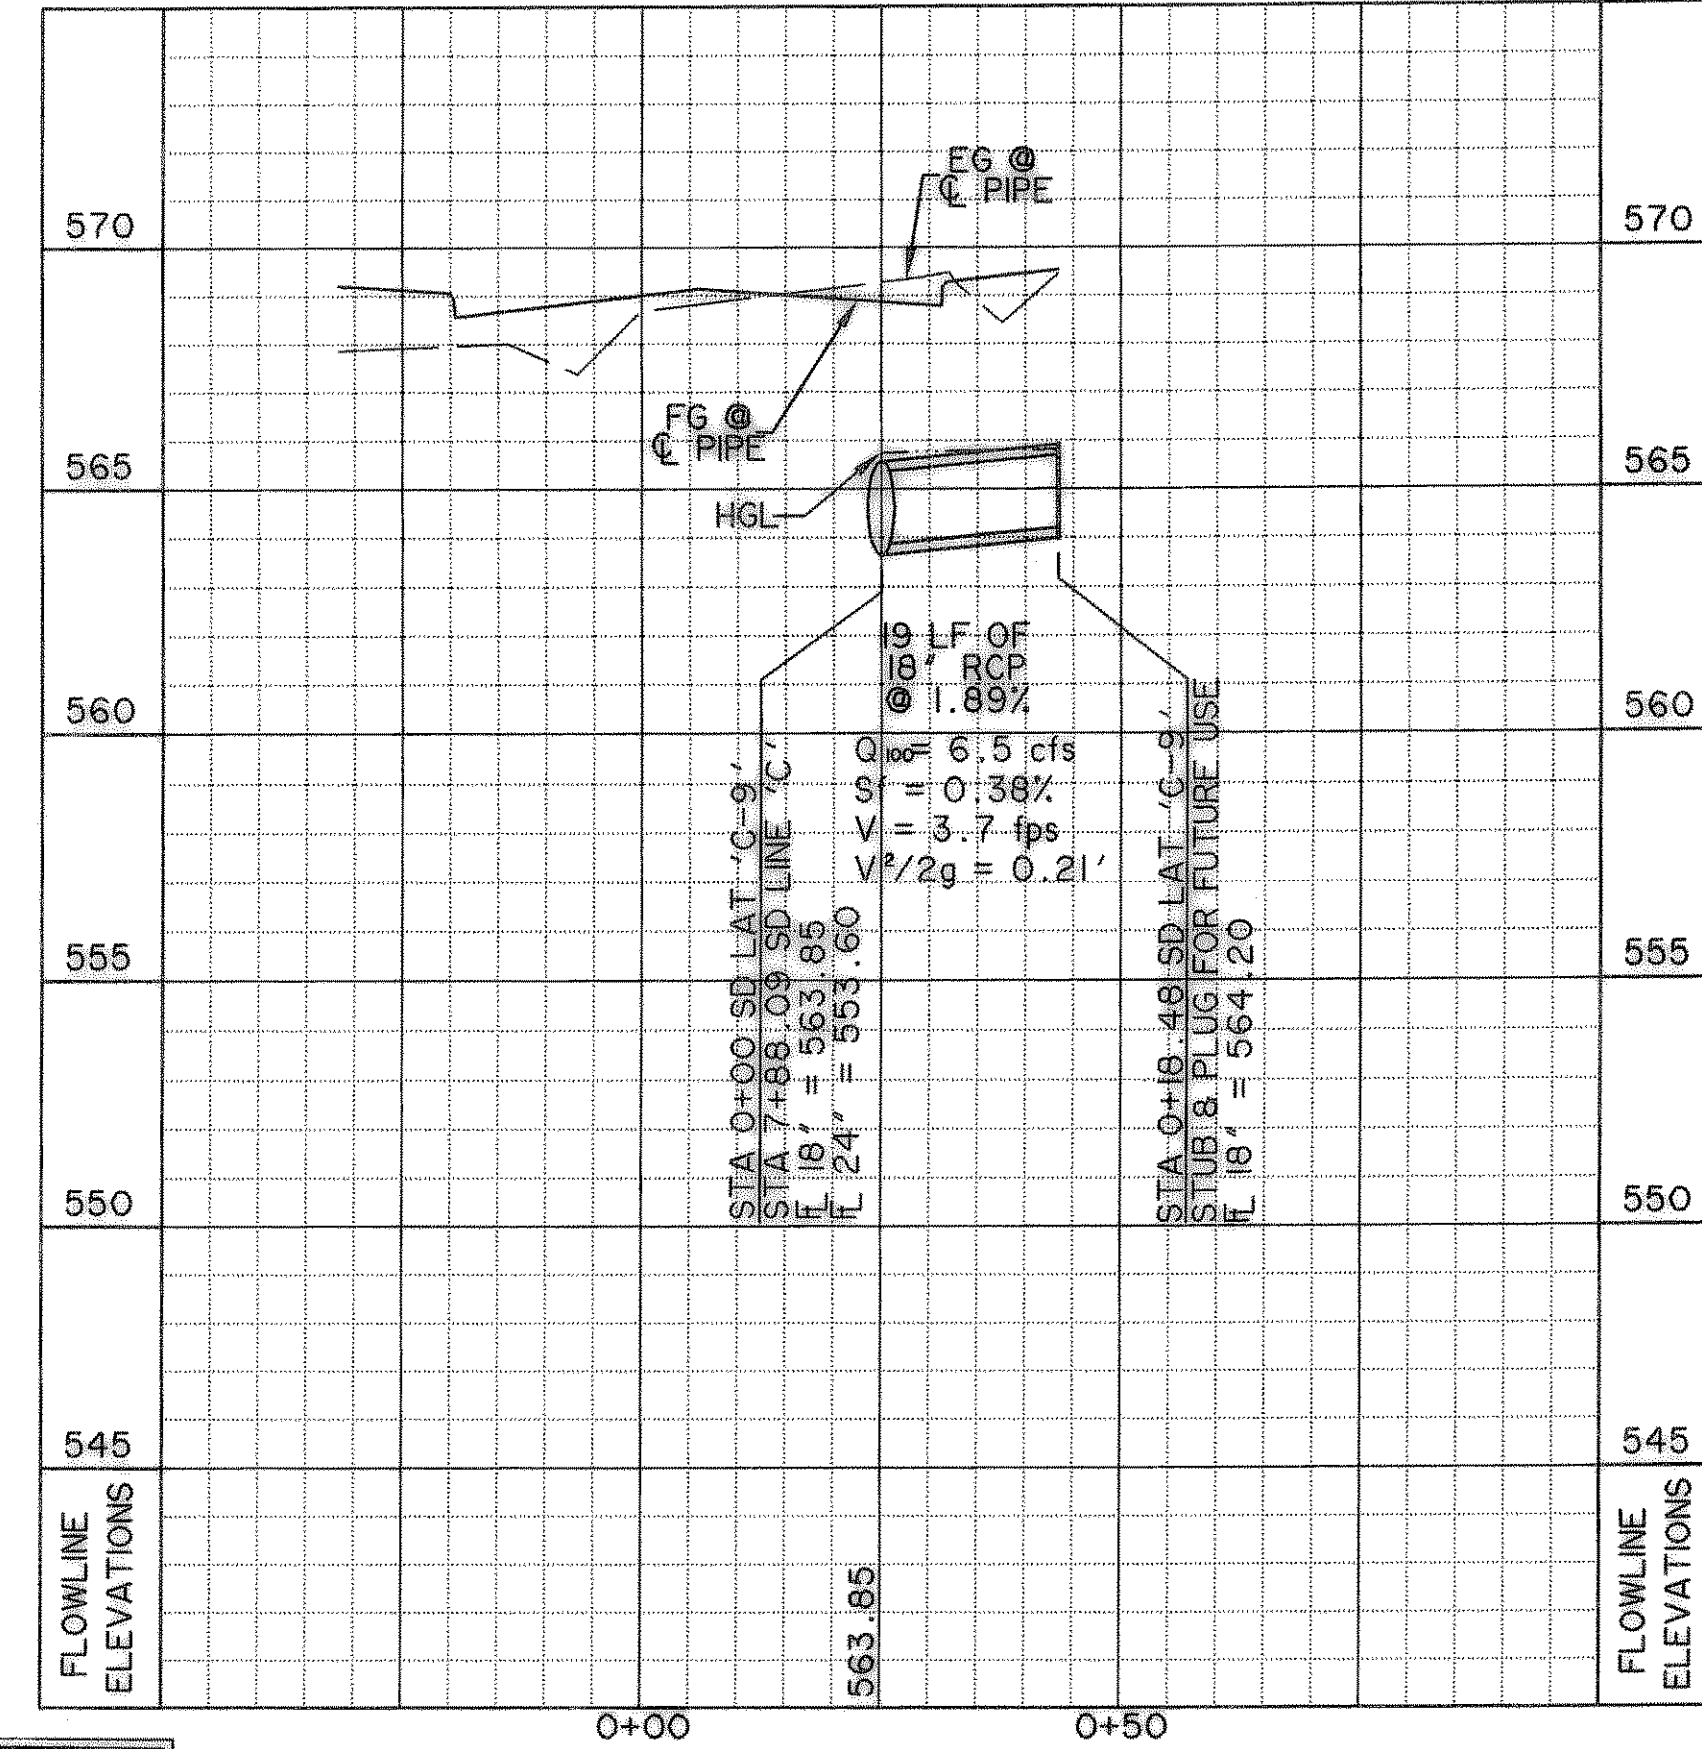 EG @
℄ PIPE
570
570
FG @
℄ PIPE
565
565
HGL
19 LF OF
18" RCP
@ 1.89%
560
560
Q100= 6.5 cfs
Sf = 0.38%
V = 3.7 fps
V²/2g = 0.21'
STA 0+00 SD LAT 'C-9'
STA 7+88.09 SD LINE 'C'
FL 18" = 563.85
FL 24" = 553.60
STA 0+18.48 SD LAT 'C-9'
STUB & PLUG FOR FUTURE USE
FL 18" = 564.20
555
555
550
550
545
545
FLOWLINE
ELEVATIONS
563.85
FLOWLINE
ELEVATIONS
0+00
0+50